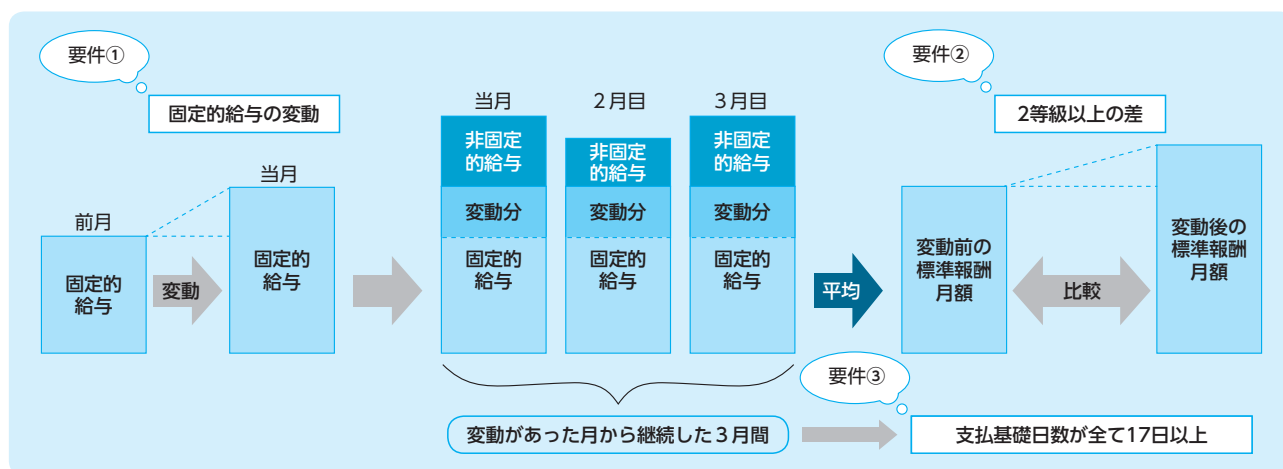 要件①
固定的給与の変動
前月
固定的
給与
変動
当月
固定的
給与
当月
非固定
的給与
変動分
固定的
給与
2月目
非固定
的給与
変動分
固定的
給与
3月目
非固定
的給与
変動分
固定的
給与
変動があった月から継続した3月間
平均
要件②
2等級以上の差
変動前の
標準報酬
月額
比較
変動後の
標準報酬
月額
要件③
支払基礎日数が全て17日以上